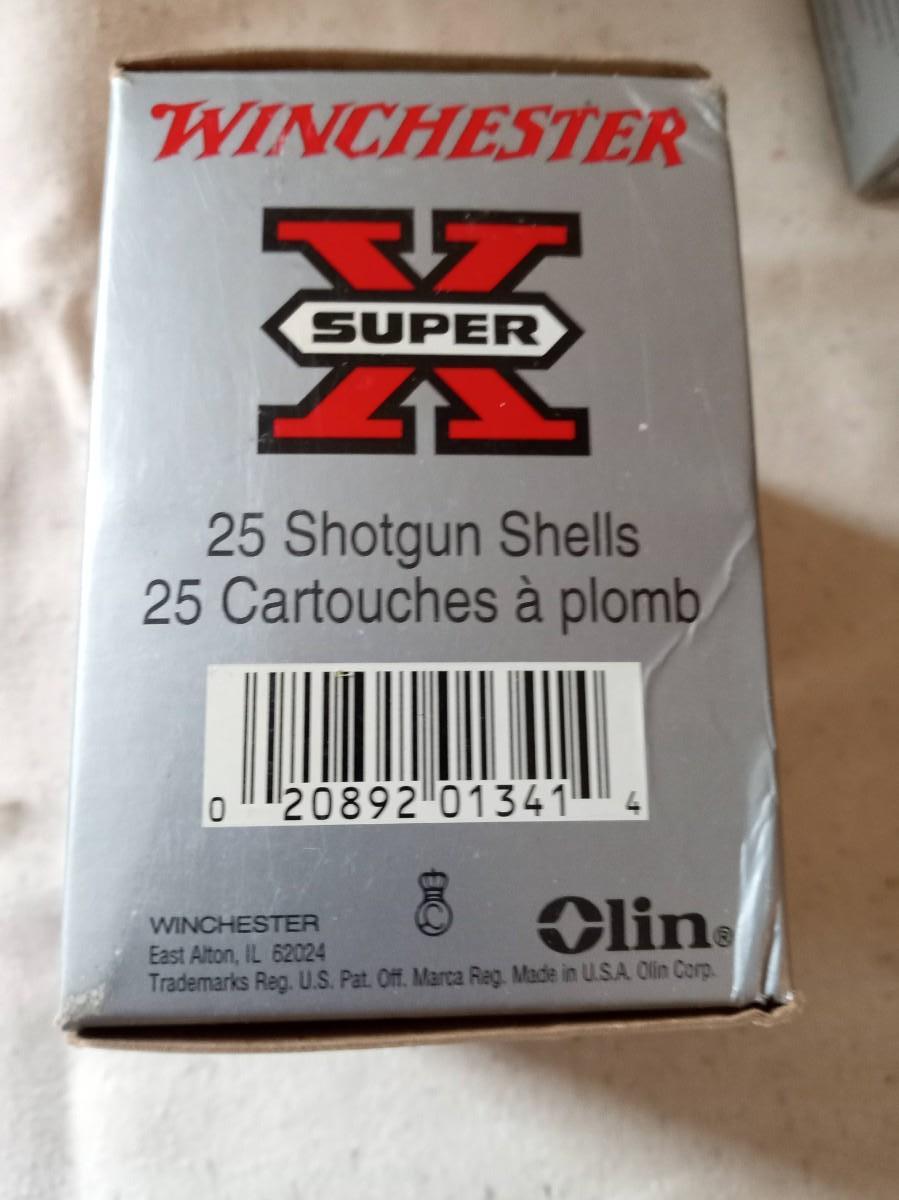 WINCHESTER
SUPER X
25 Shotgun Shells
25 Cartouches à plomb
0 20892 01341 4
WINCHESTER
East Alton, IL 62024
Olin®
Trademarks Reg. U.S. Pat. Off. Marca Reg. Made in U.S.A. Olin Corp.